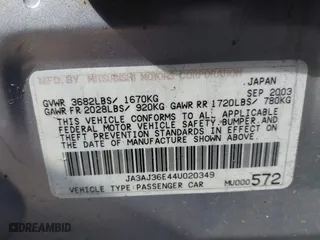 MFD. BY MITSUBISHI MOTORS CORPORATION
JAPAN
GVWR 3682LBS/ 1670KG SEP 2003
GAWR FR 2028LBS/ 920KG GAWR RR 1720LBS/ 780KG
THIS VEHICLE CONFORMS TO ALL APPLICABLE
FEDERAL MOTOR VEHICLE SAFETY, BUMPER AND
THEFT PREVENTION STANDARDS IN EFFECT ON
THE DATE OF MANUFACTURE SHOWN ABOVE.
JA3AJ36E44U020349
VEHICLE TYPE:PASSENGER CAR MU000572
DREAMBID